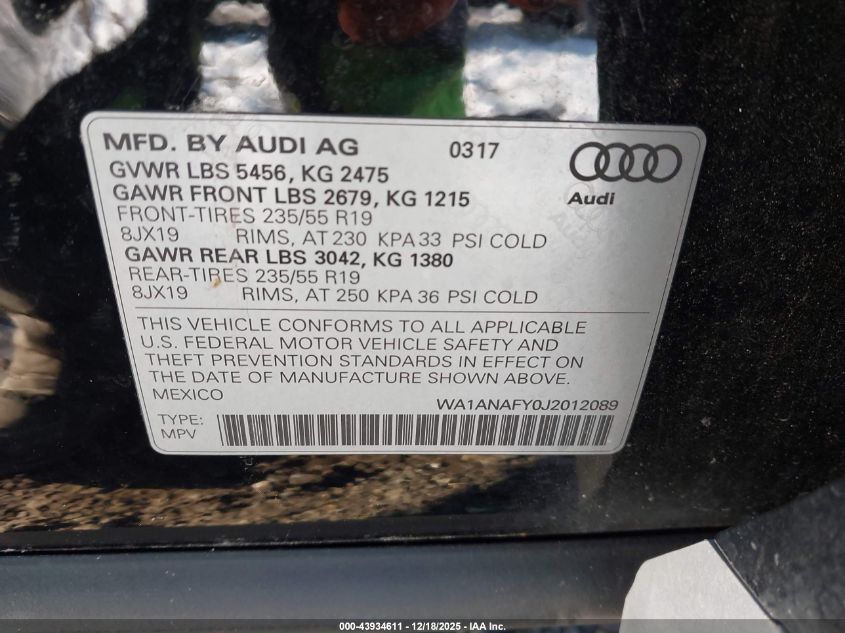 MFD. BY AUDI AG 0317
GVWR LBS 5456, KG 2475
GAWR FRONT LBS 2679, KG 1215
Audi
FRONT-TIRES 235/55 R19
8JX19 RIMS, AT 230 KPA 33 PSI COLD
GAWR REAR LBS 3042, KG 1380
REAR-TIRES 235/55 R19
8JX19 RIMS, AT 250 KPA 36 PSI COLD
THIS VEHICLE CONFORMS TO ALL APPLICABLE
U.S. FEDERAL MOTOR VEHICLE SAFETY AND
THEFT PREVENTION STANDARDS IN EFFECT ON
THE DATE OF MANUFACTURE SHOWN ABOVE.
MEXICO
WA1ANAFY0J2012089
TYPE:
MPV
000-43934611 - 12/18/2025 - IAA Inc.